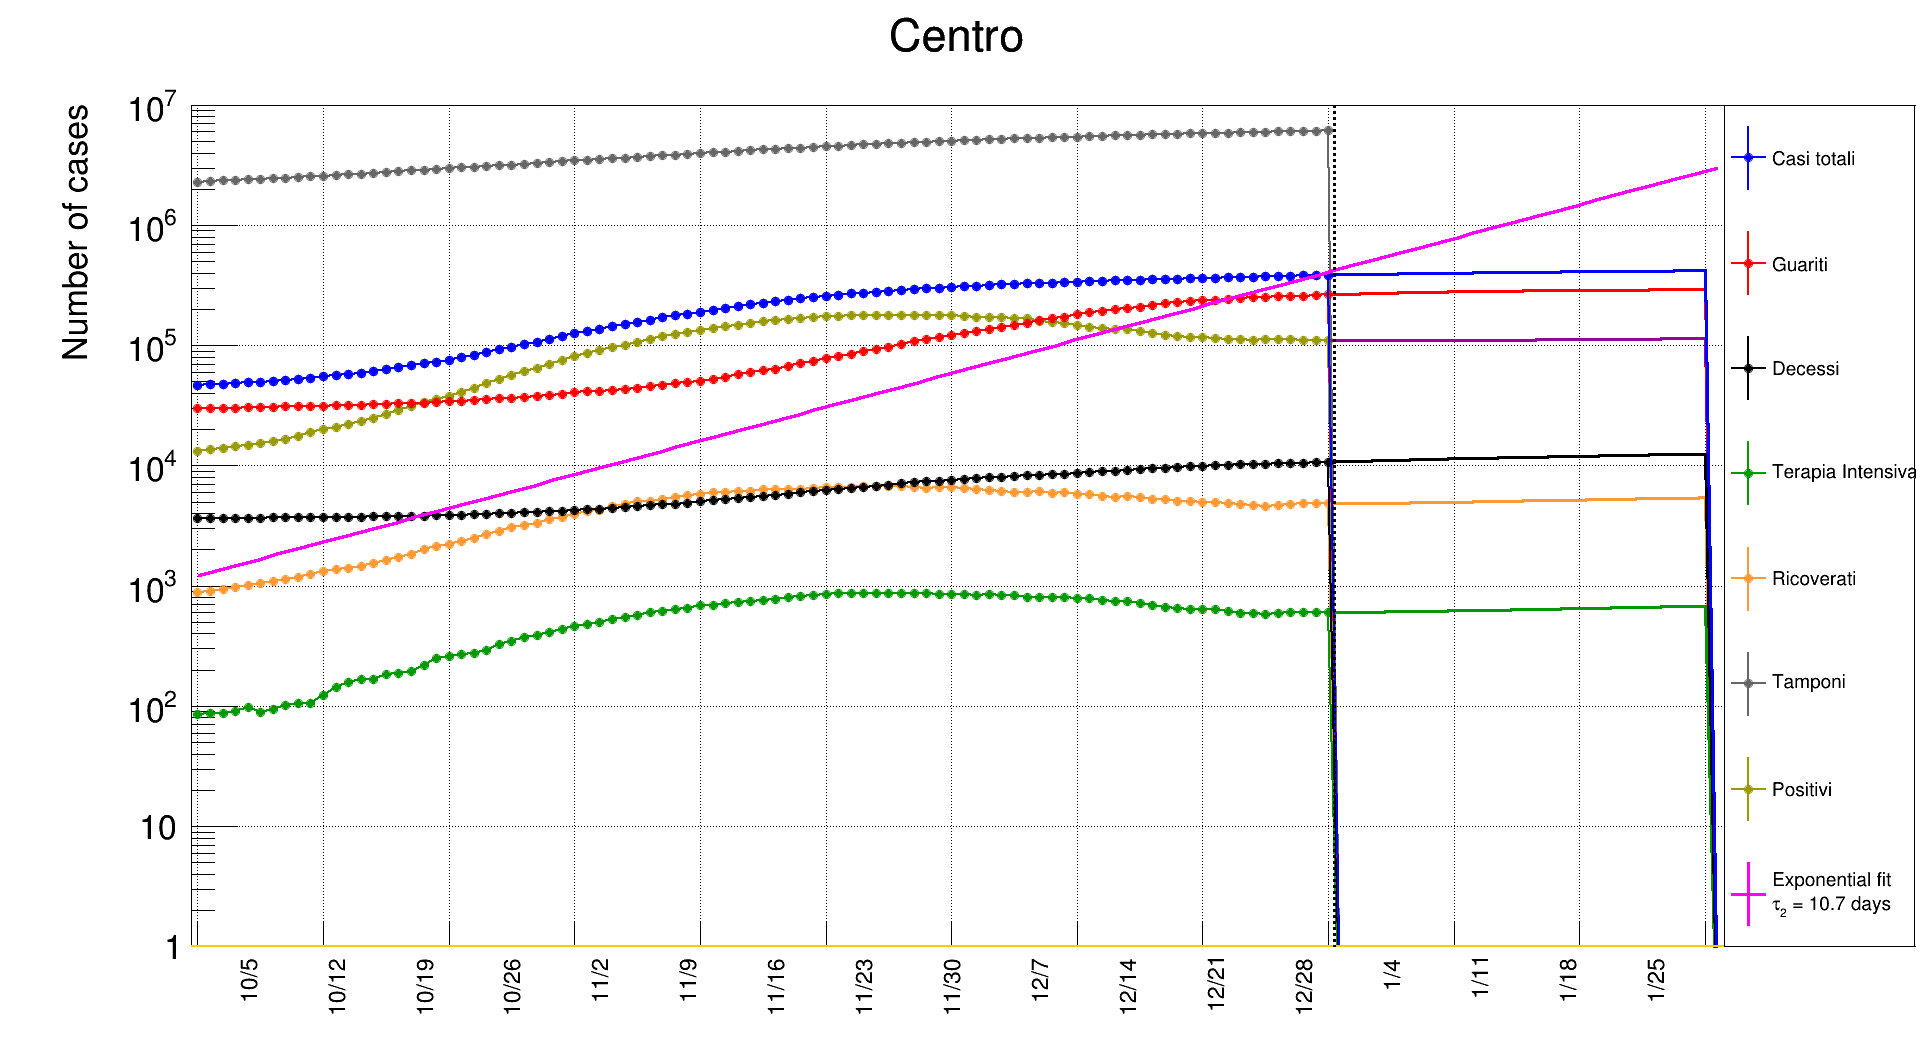 Centro
Number of cases
10^7
10^6
10^5
10^4
10^3
10^2
10
1
10/5
10/12
10/19
10/26
11/2
11/9
11/16
11/23
11/30
12/7
12/14
12/21
12/28
1/4
1/11
1/18
1/25
Casi totali
Guariti
Decessi
Terapia Intensiva
Ricoverati
Tamponi
Positivi
Exponential fit
τ_2 = 10.7 days